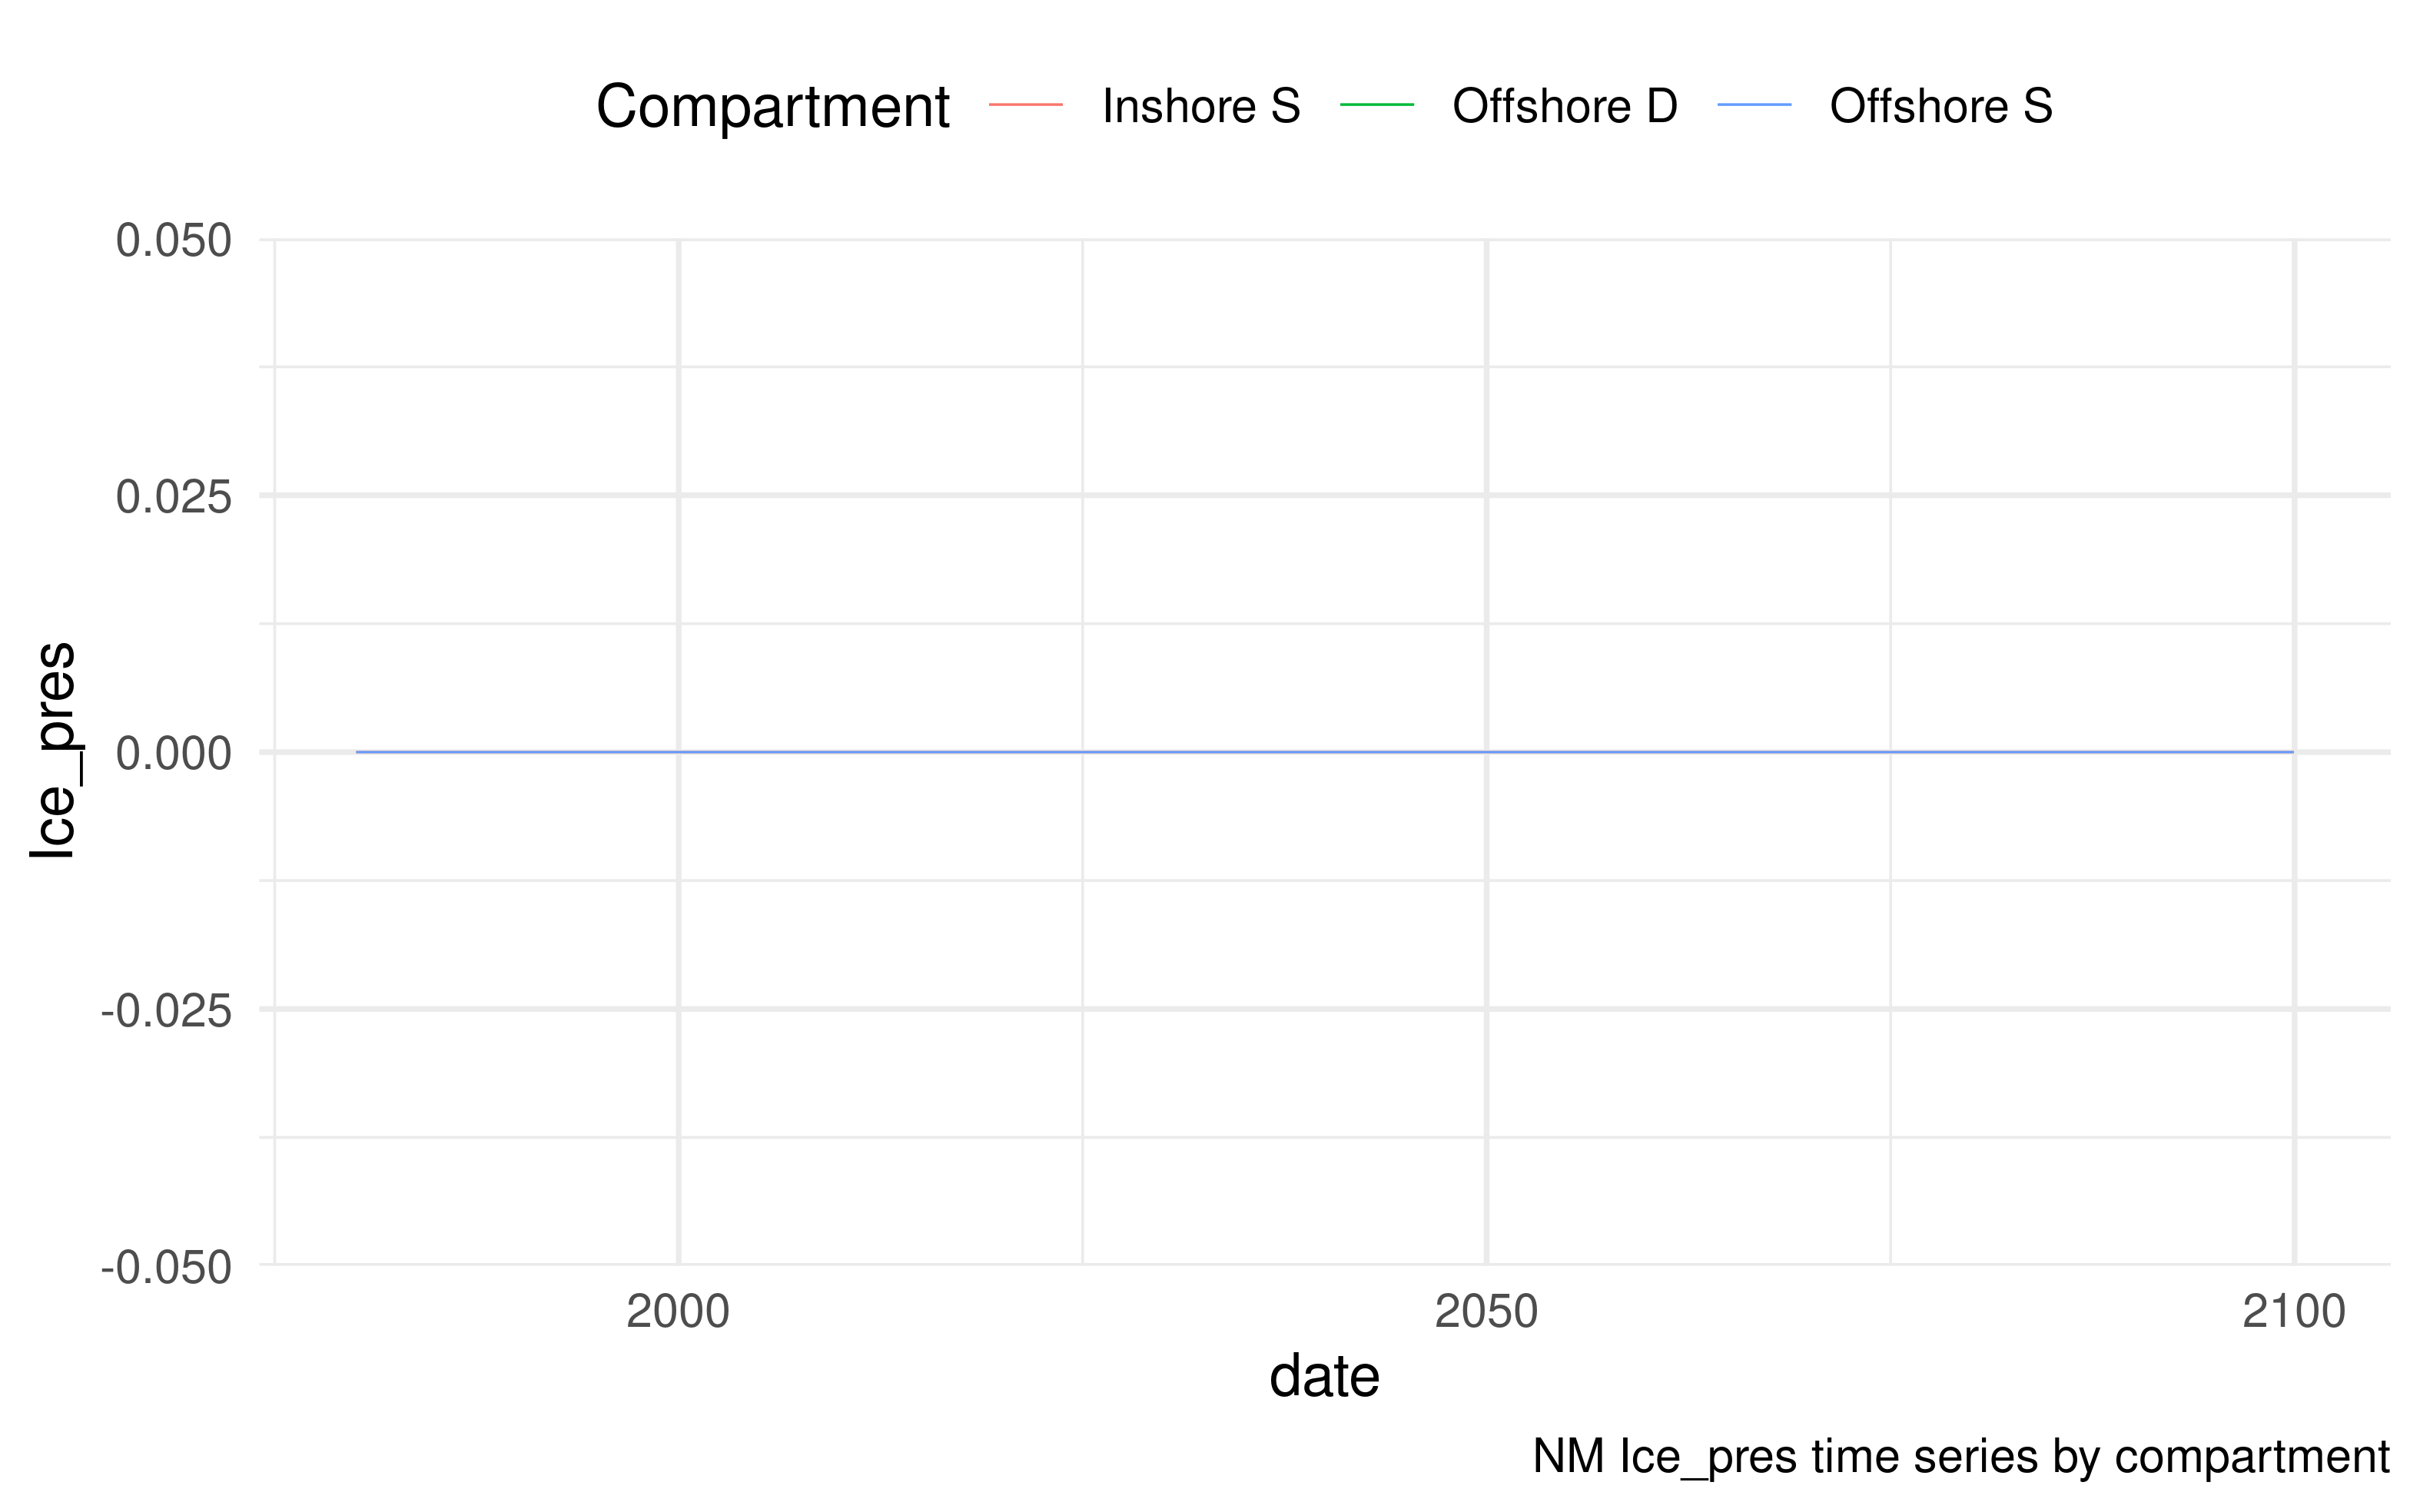 Compartment Inshore S Offshore D Offshore S
0.050
0.025
0.000
-0.025
-0.050
Ice_pres
2000 2050 2100
date
NM Ice_pres time series by compartment